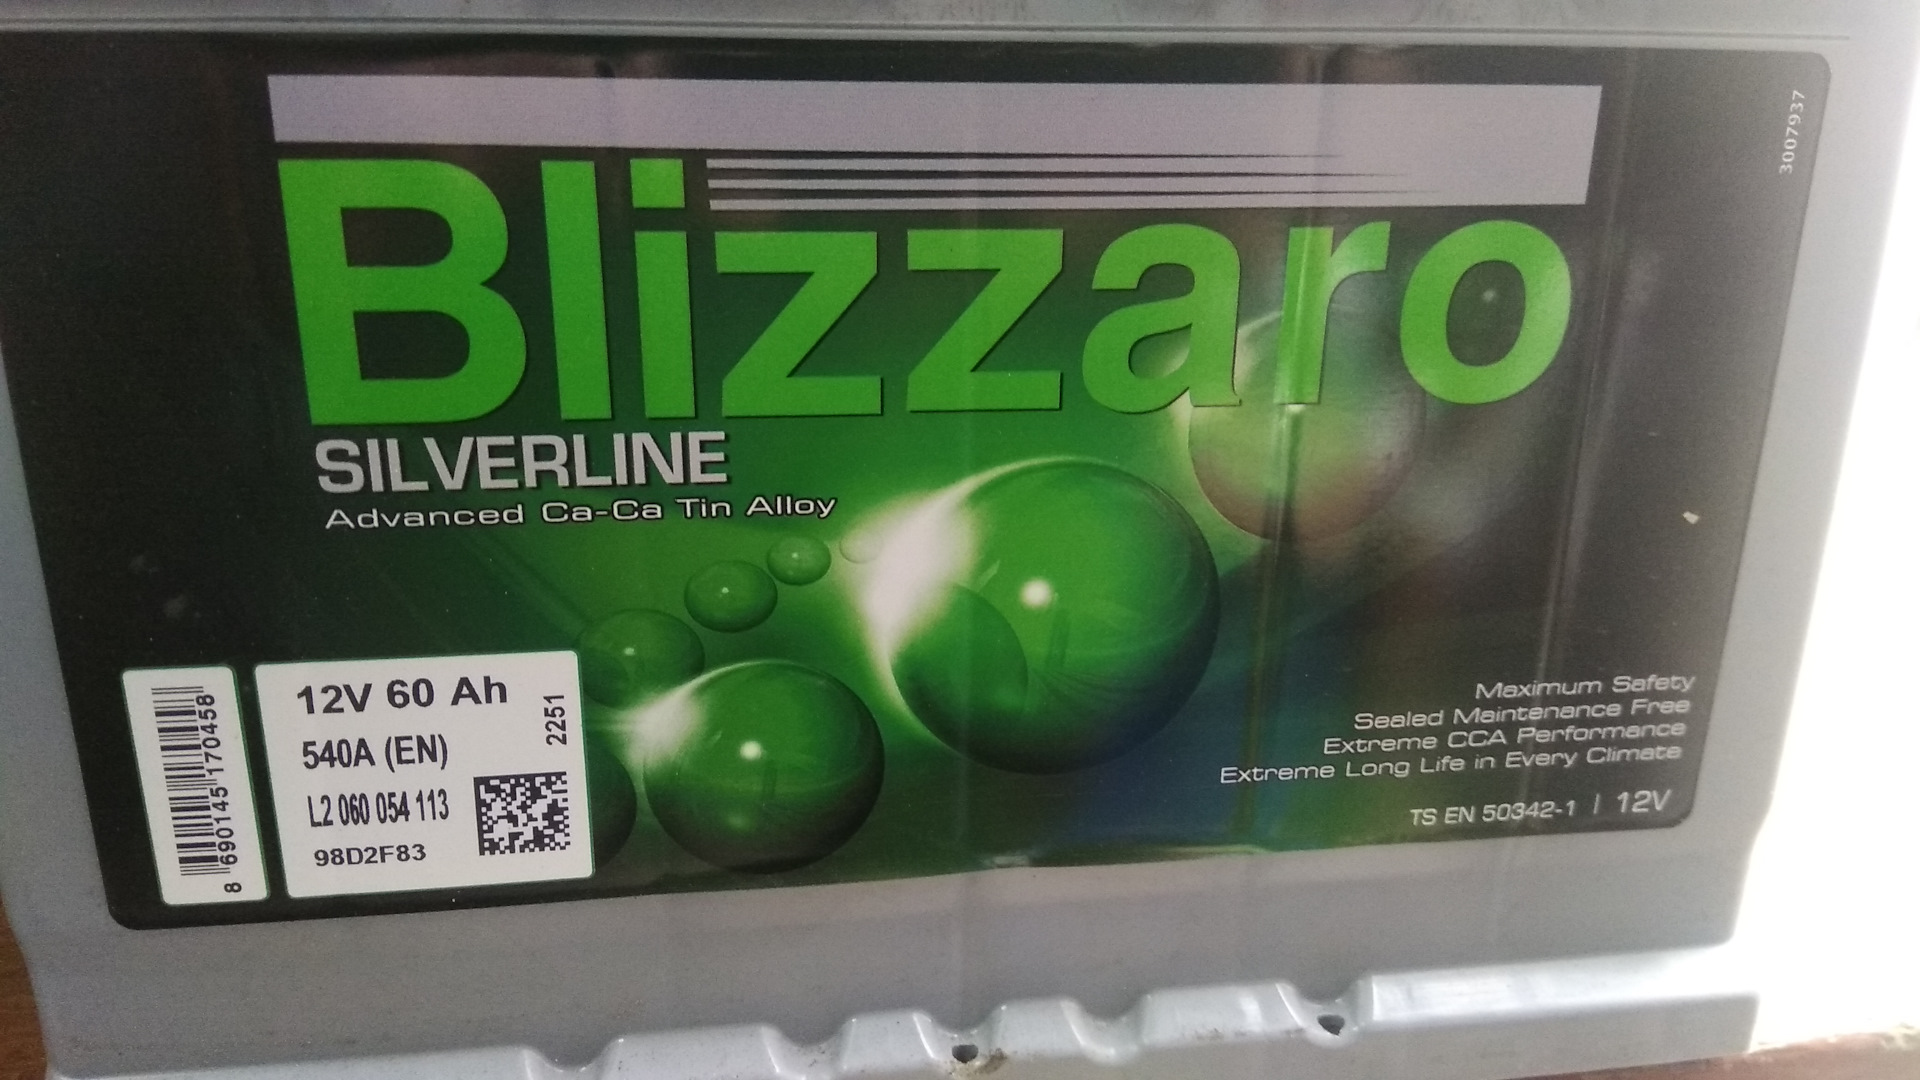 3007937
Blizzaro
SILVERLINE
Advanced Ca-Ca Tin Alloy
8 690145 170458
12V 60 Ah
540A (EN)
2251
L2 060 054 113
98D2F83
Maximum Safety
Sealed Maintenance Free
Extreme CCA Performance
Extreme Long Life in Every Climate
TS EN 50342-1 | 12V